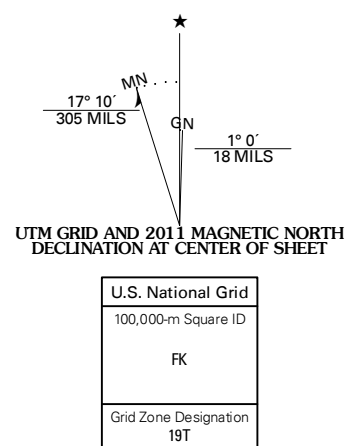 ★
MN
GN
17° 10´
305 MILS
1° 0´
18 MILS
UTM GRID AND 2011 MAGNETIC NORTH
DECLINATION AT CENTER OF SHEET
U.S. National Grid
100,000-m Square ID
FK
Grid Zone Designation
19T